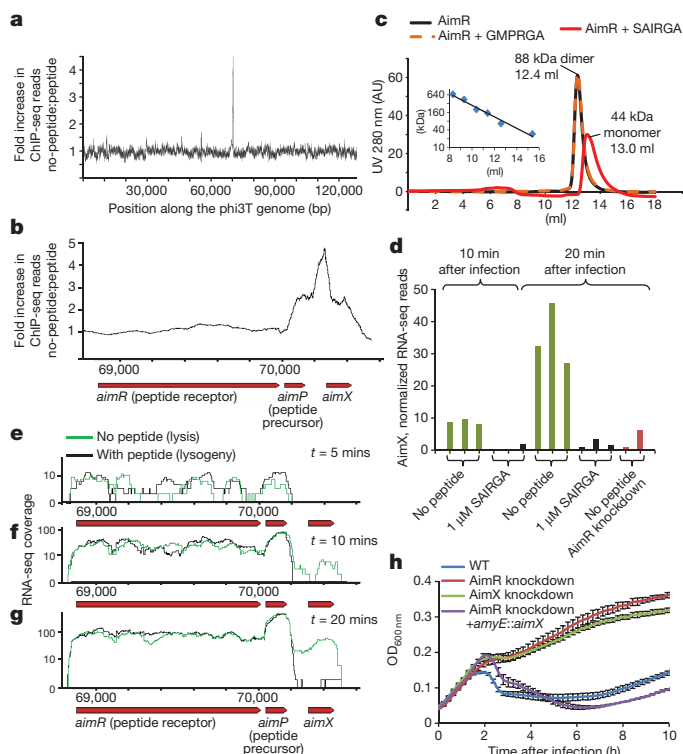 a
Fold increase in
ChIP-seq reads
no-peptide:peptide
4
3
2
1
30,000 60,000 90,000 120,000
Position along the phi3T genome (bp)
b
Fold increase in
ChIP-seq reads
no-peptide:peptide
5
4
3
2
1
69,000 70,000
aimR (peptide receptor)
aimP
(peptide
precursor)
aimX
c
AimR
AimR + GMPRGA
AimR + SAIRGA
88 kDa dimer
12.4 ml
44 kDa
monomer
13.0 ml
UV 280 nm (AU)
60
40
20
0
0 2 4 6 8 10 12 14 16 18
(ml)
(kDa)
640
160
40
10
8 10 12 14 16
(ml)
d
10 min
after infection
20 min
after infection
AimX, normalized RNA-seq reads
50
40
30
20
10
0
No peptide
1 µM SAIRGA
No peptide
1 µM SAIRGA
No peptide
AimR knockdown
e
No peptide (lysis)
With peptide (lysogeny)
t = 5 mins
10
0
69,000 70,000
f
t = 10 mins
RNA-seq coverage
100
10
0
69,000 70,000
g
t = 20 mins
100
10
0
69,000 70,000
aimR (peptide receptor)
aimP
(peptide
precursor)
aimX
h
WT
AimR knockdown
AimX knockdown
AimR knockdown
+amyE::aimX
OD600 nm
0.4
0.3
0.2
0.1
0
0 2 4 6 8 10
Time after infection (h)